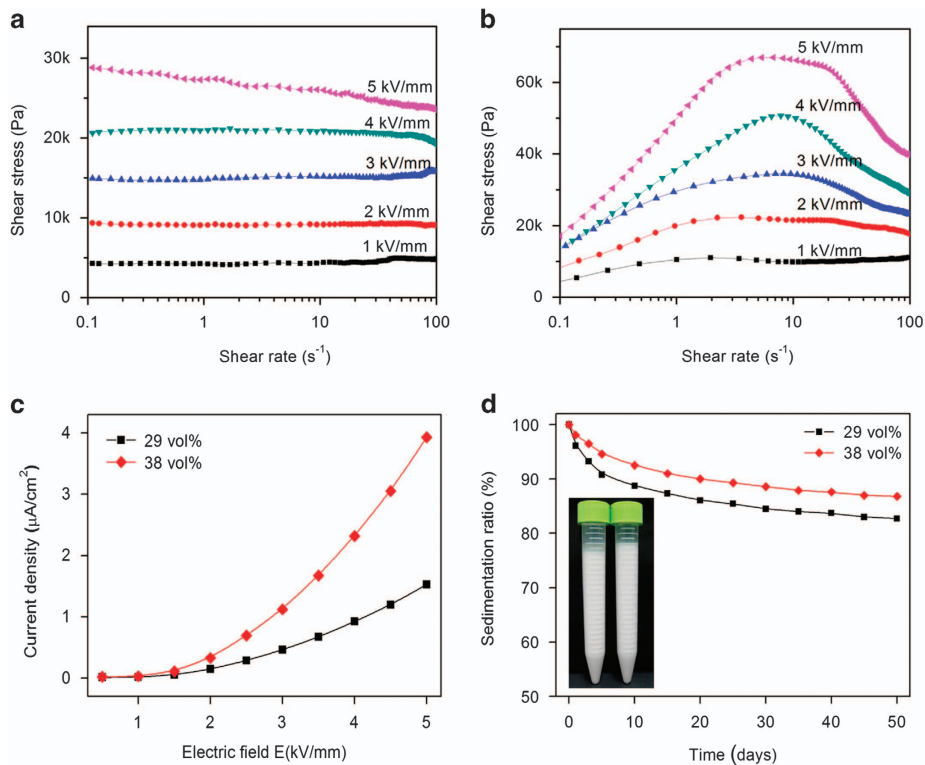 a
Shear stress (Pa)
30k
20k
10k
0
5 kV/mm
4 kV/mm
3 kV/mm
2 kV/mm
1 kV/mm
0.1 1 10 100
Shear rate (s⁻¹)
b
Shear stress (Pa)
60k
40k
20k
0
5 kV/mm
4 kV/mm
3 kV/mm
2 kV/mm
1 kV/mm
0.1 1 10 100
Shear rate (s⁻¹)
c
Current density (μA/cm²)
4
3
2
1
0
29 vol%
38 vol%
1 2 3 4 5
Electric field E(kV/mm)
d
Sedimentation ratio (%)
100
90
80
70
60
50
29 vol%
38 vol%
0 10 20 30 40 50
Time (days)